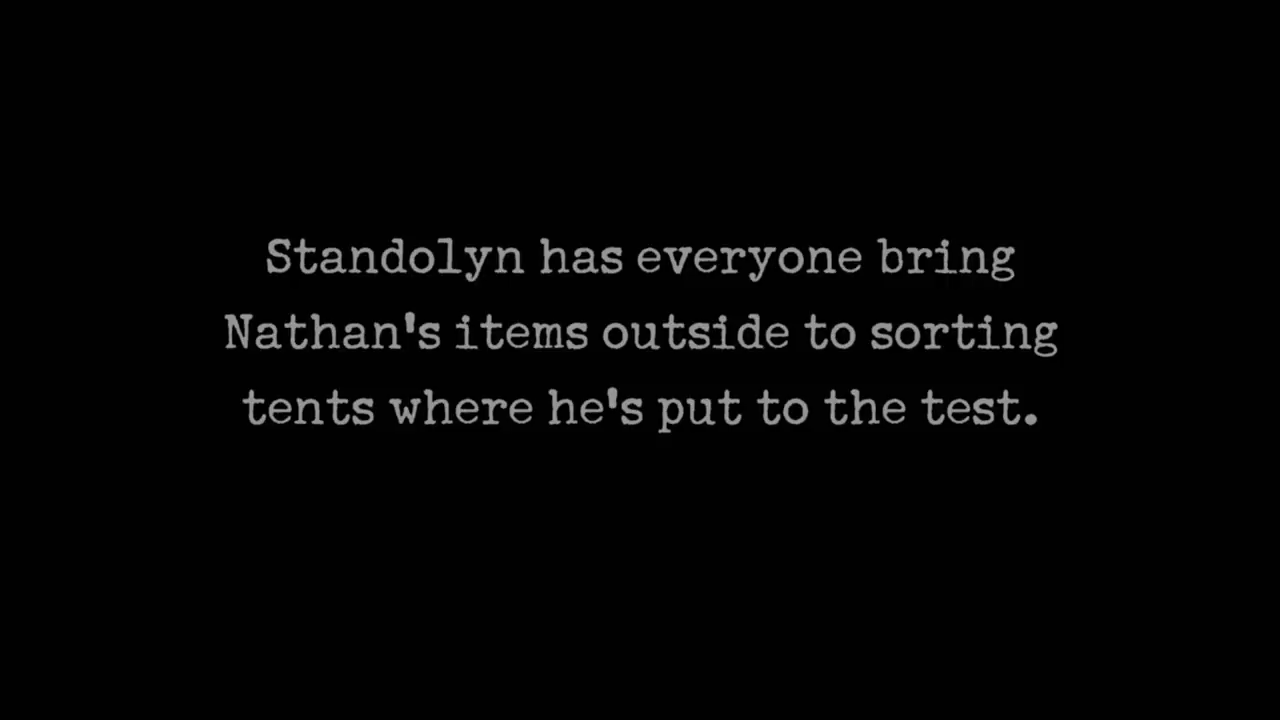 Standolyn has everyone bring
Nathan's items outside to sorting
tents where he's put to the test.